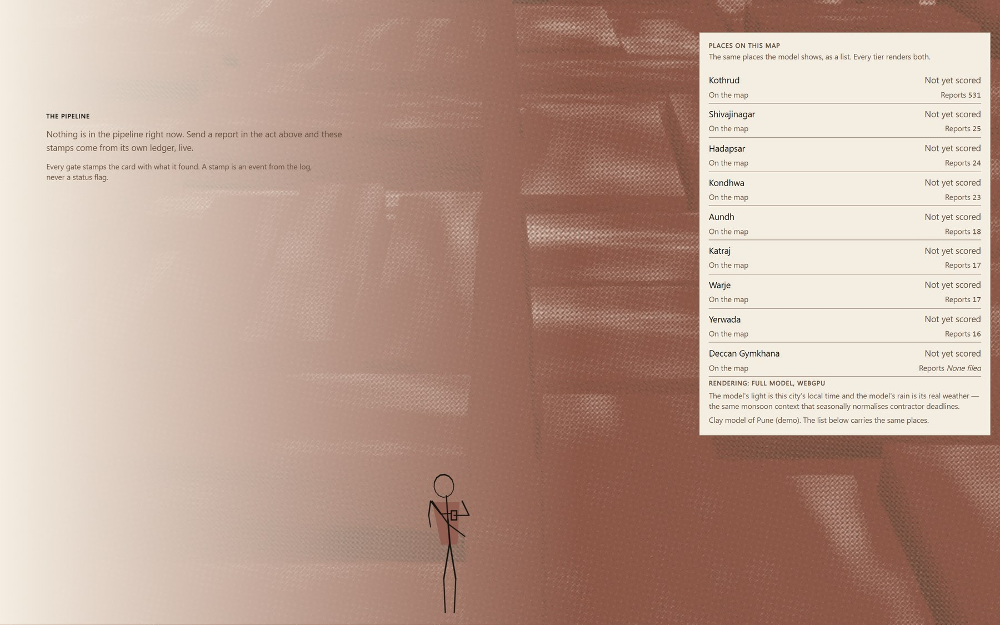 THE PIPELINE
Nothing is in the pipeline right now. Send a report in the act above and these
stamps come from its own ledger, live.
Every gate stamps the card with what it found. A stamp is an event from the log,
never a status flag.
PLACES ON THIS MAP
The same places the model shows, as a list. Every tier renders both.
Kothrud Not yet scored
On the map Reports 531
Shivajinagar Not yet scored
On the map Reports 25
Hadapsar Not yet scored
On the map Reports 24
Kondhwa Not yet scored
On the map Reports 23
Aundh Not yet scored
On the map Reports 18
Katraj Not yet scored
On the map Reports 17
Warje Not yet scored
On the map Reports 17
Yerwada Not yet scored
On the map Reports 16
Deccan Gymkhana Not yet scored
On the map Reports None filed
RENDERING: FULL MODEL, WEBGPU
The model's light is this city's local time and the model's rain is its real weather —
the same monsoon context that seasonally normalises contractor deadlines.
Clay model of Pune (demo). The list below carries the same places.